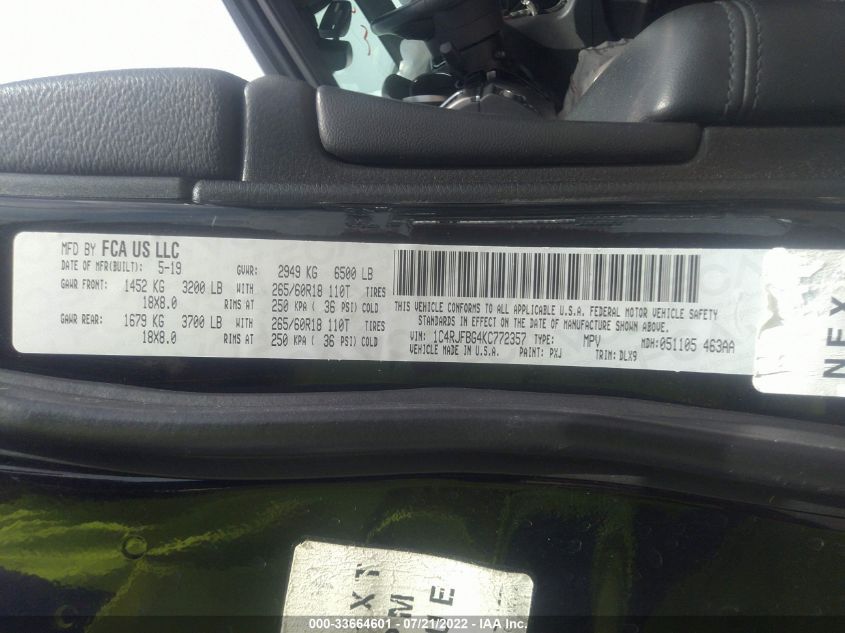 MFD BY FCA US LLC
DATE OF MFR(BUILT): 5-19 GVWR: 2949 KG 6500 LB
GAWR FRONT: 1452 KG 3200 LB WITH 265/60R18 110T TIRES
18X8.0 RIMS AT 250 KPA ( 36 PSI) COLD
GAWR REAR: 1679 KG 3700 LB WITH 265/60R18 110T TIRES
18X8.0 RIMS AT 250 KPA ( 36 PSI) COLD
THIS VEHICLE CONFORMS TO ALL APPLICABLE U.S.A. FEDERAL MOTOR VEHICLE SAFETY
STANDARDS IN EFFECT ON THE DATE OF MANUFACTURE SHOWN ABOVE.
VIN: 1C4RJFBG4KC772357 TYPE: MPV MDH: 051105 463AA
VEHICLE MADE IN U.S.A. PAINT: PXJ TRIM: DLX9
NEX
XT
PM
UE
000-33664601 / 07/21/2022 - IAA Inc.